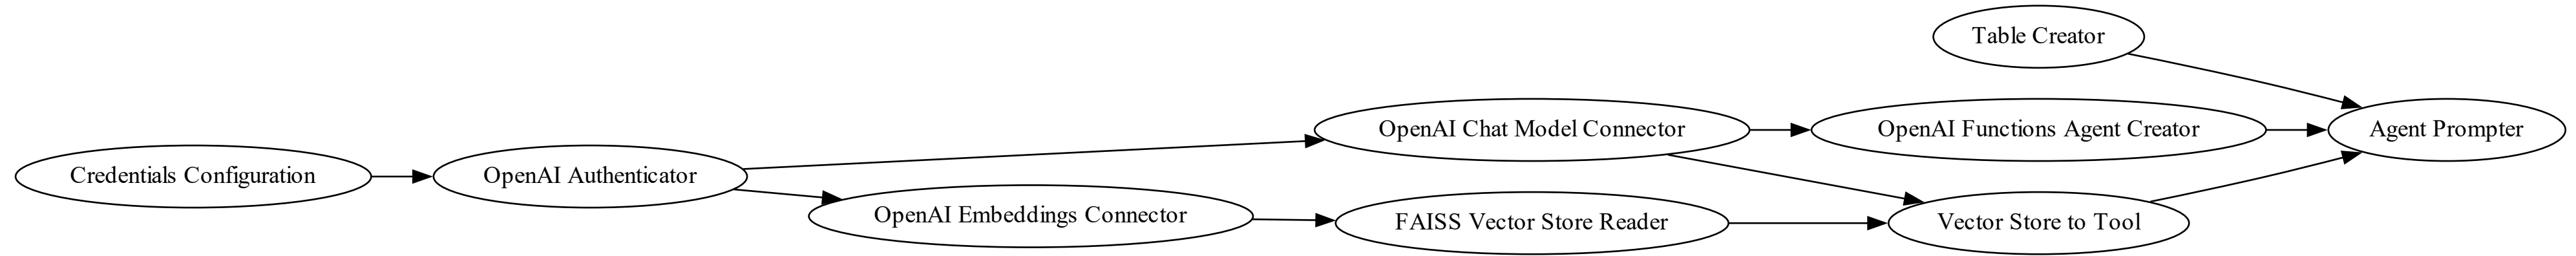 Table Creator
OpenAI Chat Model Connector
OpenAI Functions Agent Creator
Agent Prompter
Credentials Configuration
OpenAI Authenticator
OpenAI Embeddings Connector
FAISS Vector Store Reader
Vector Store to Tool